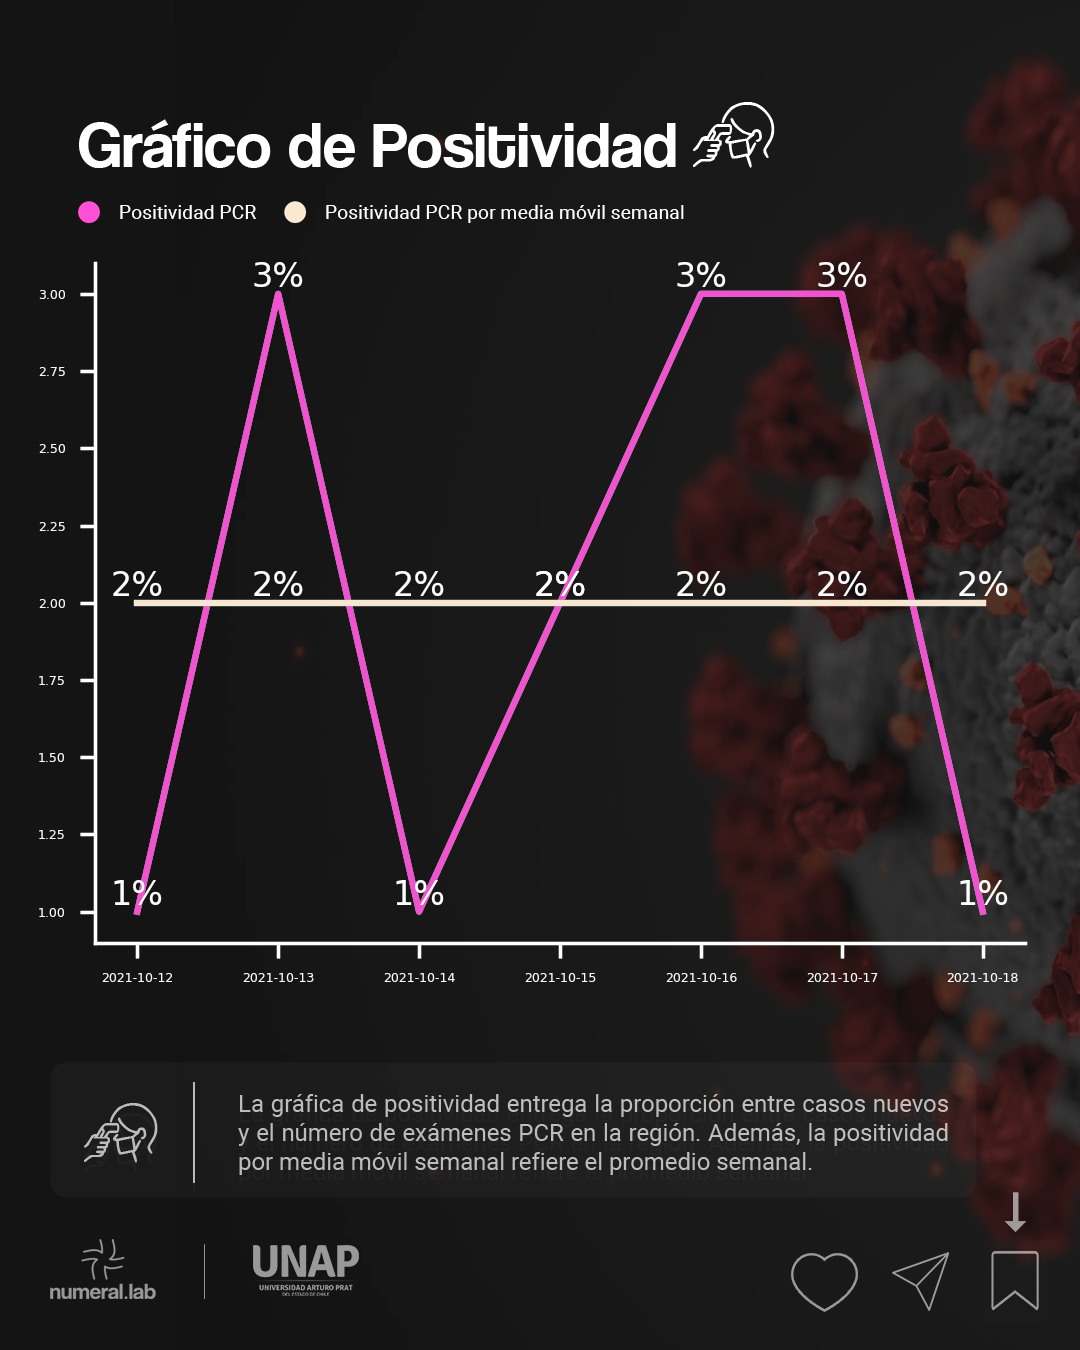 Gráfico de Positividad
Positividad PCR Positividad PCR por media móvil semanal
3% 3% 3%
3.00
2.75
2.50
2.25
2% 2% 2% 2% 2% 2% 2%
2.00
1.75
1.50
1.25
1% 1% 1%
1.00
2021-10-12 2021-10-13 2021-10-14 2021-10-15 2021-10-16 2021-10-17 2021-10-18
La gráfica de positividad entrega la proporción entre casos nuevos
y el número de exámenes PCR en la región. Además, la positividad
por media móvil semanal refiere el promedio semanal.
numeral.lab
UNAP
UNIVERSIDAD ARTURO PRAT
DEL ESTADO DE CHILE